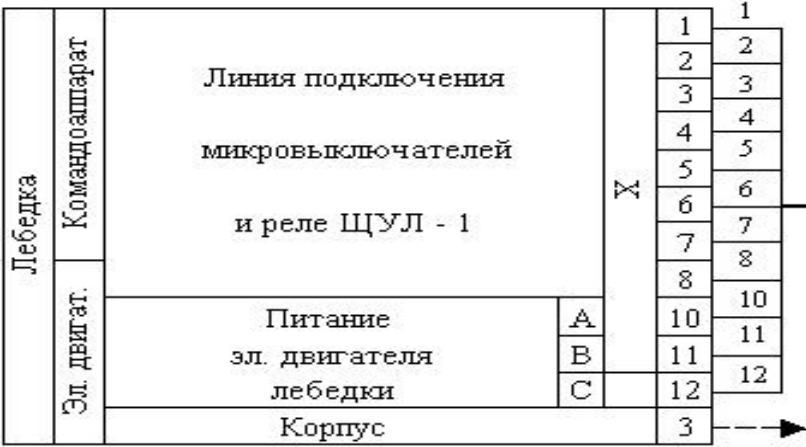 Лебедка
Командоаппарат
Эл. двигат.
Линия подключения
микровыключателей
и реле ЩУЛ - 1
X
1
2
3
4
5
6
7
8
10
11
12
3
Питание
эл. двигателя
лебедки
A
B
C
Корпус
1
2
3
4
5
6
7
8
10
11
12